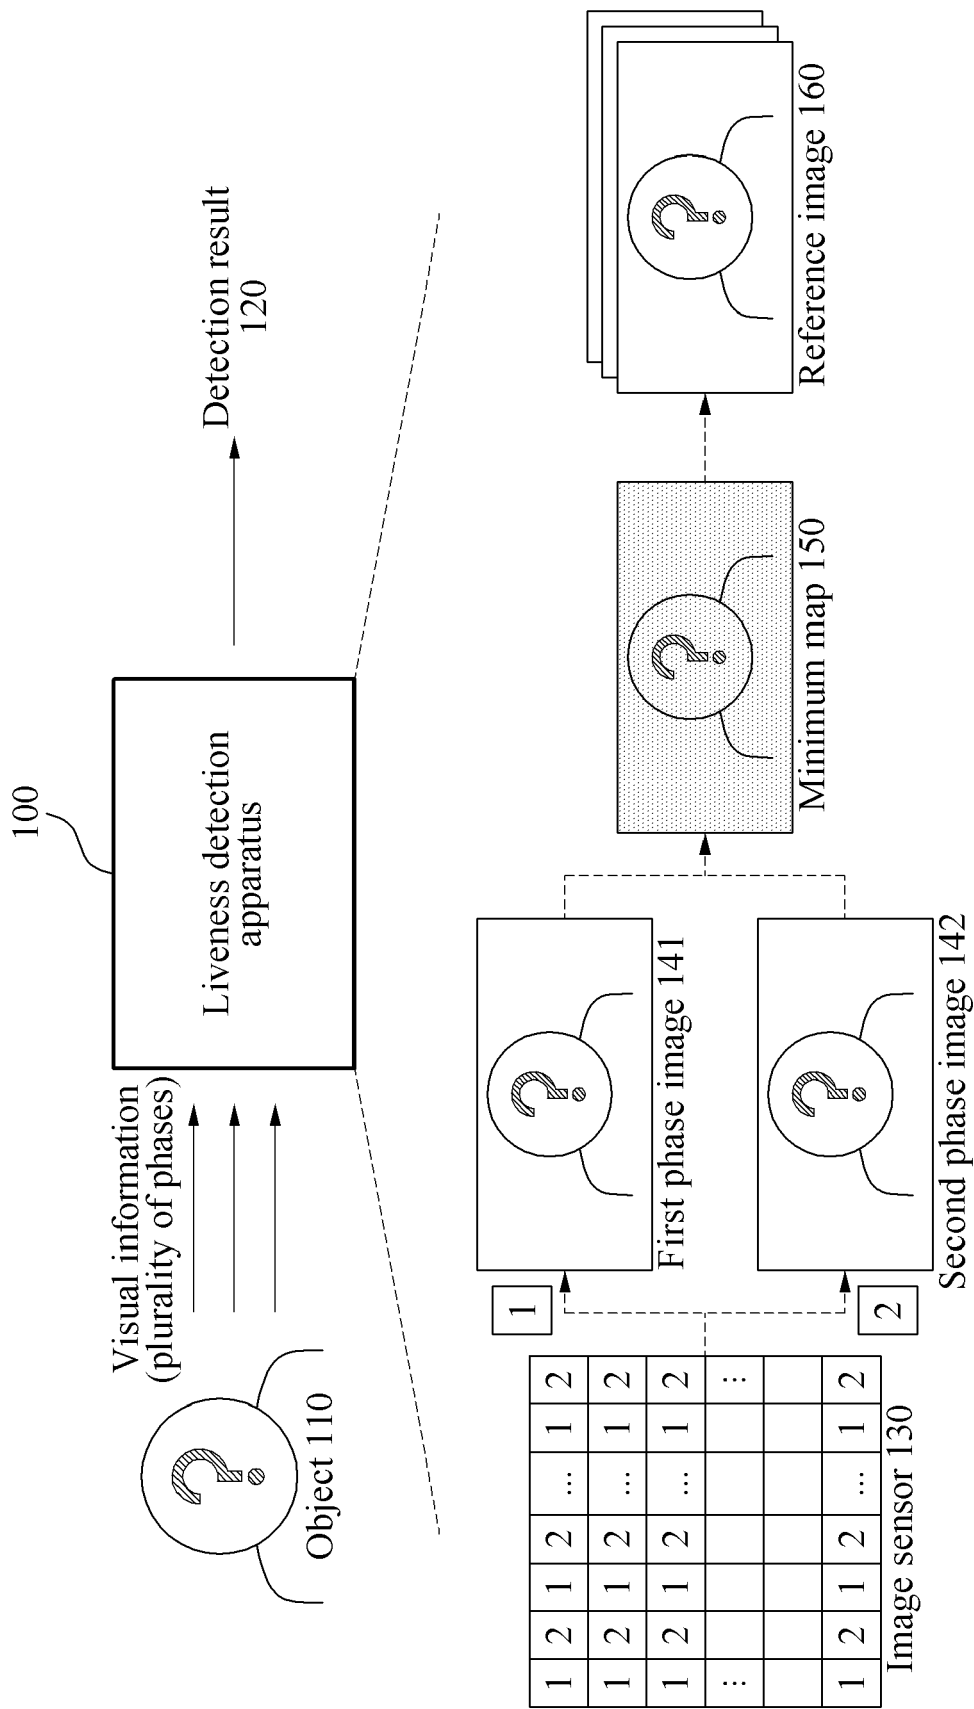 100
Visual information
(plurality of phases)
Liveness detection
apparatus
Detection result
120
?
Object 110
1 2 1 2 ... 1 2
1 2 1 2 ... 1 2
1 2 1 2 ... 1 2
... ...
1 2 1 2 ... 1 2
Image sensor 130
1
2
?
First phase image 141
?
Second phase image 142
?
Minimum map 150
?
Reference image 160